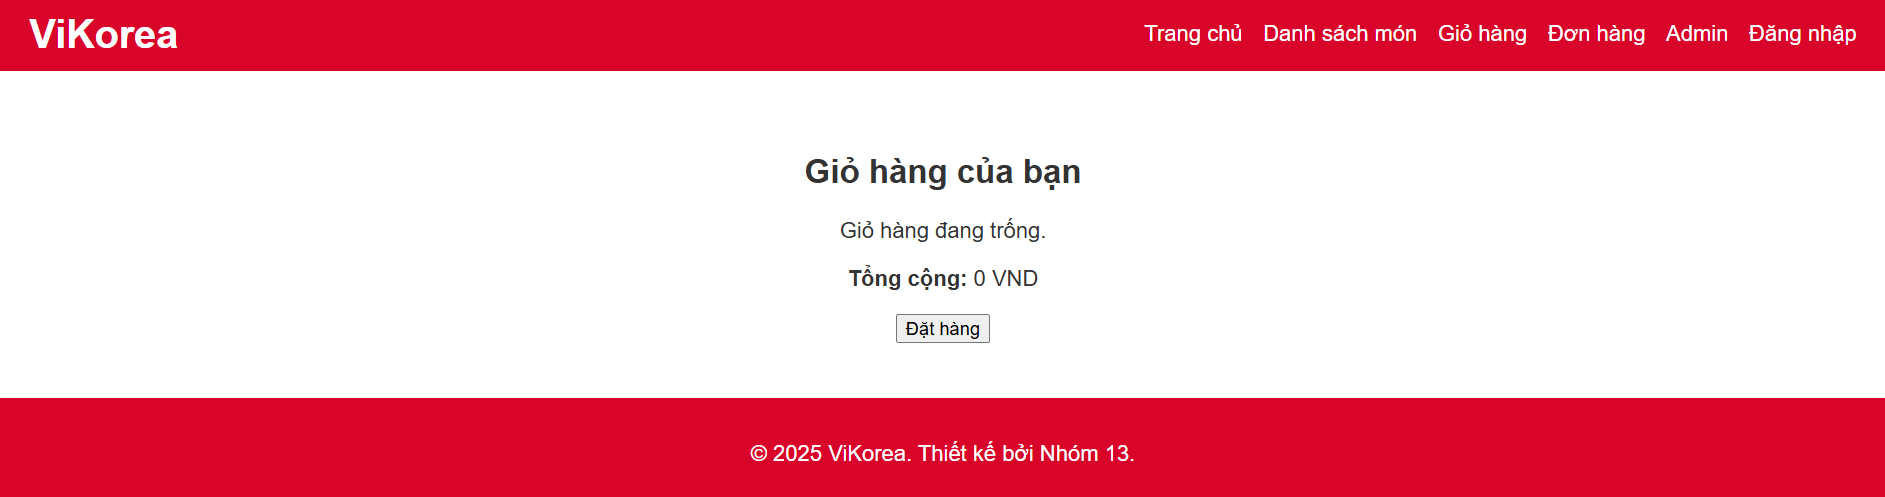 ViKorea
Trang chủ Danh sách món Giỏ hàng Đơn hàng Admin Đăng nhập
Giỏ hàng của bạn
Giỏ hàng đang trống.
Tổng cộng: 0 VND
Đặt hàng
© 2025 ViKorea. Thiết kế bởi Nhóm 13.